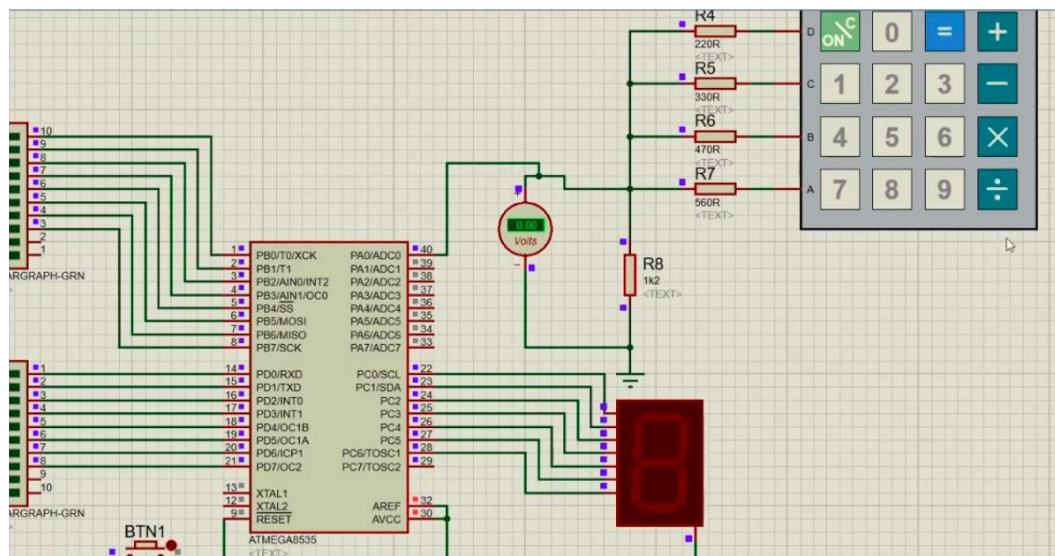 R4
220R
<TEXT>
R5
330R
<TEXT>
R6
470R
<TEXT>
R7
560R
<TEXT>
R8
1k2
<TEXT>
D
C
B
A
ON/C 0 = +
1 2 3 −
4 5 6 ×
7 8 9 ÷
10
9
8
7
6
5
4
3
2
1
ARGRAPH-GRN
+
0.00
Volts
−
1 PB0/T0/XCK PA0/ADC0 40
2 PB1/T1 PA1/ADC1 39
3 PB2/AIN0/INT2 PA2/ADC2 38
4 PB3/AIN1/OC0 PA3/ADC3 37
5 PB4/SS PA4/ADC4 36
6 PB5/MOSI PA5/ADC5 35
7 PB6/MISO PA6/ADC6 34
8 PB7/SCK PA7/ADC7 33
14 PD0/RXD PC0/SCL 22
15 PD1/TXD PC1/SDA 23
16 PD2/INT0 PC2 24
17 PD3/INT1 PC3 25
18 PD4/OC1B PC4 26
19 PD5/OC1A PC5 27
20 PD6/ICP1 PC6/TOSC1 28
21 PD7/OC2 PC7/TOSC2 29
13 XTAL1
12 XTAL2 AREF 32
9 RESET AVCC 30
ATMEGA8535
<TEXT>
1
2
3
4
5
6
7
8
9
10
ARGRAPH-GRN
BTN1